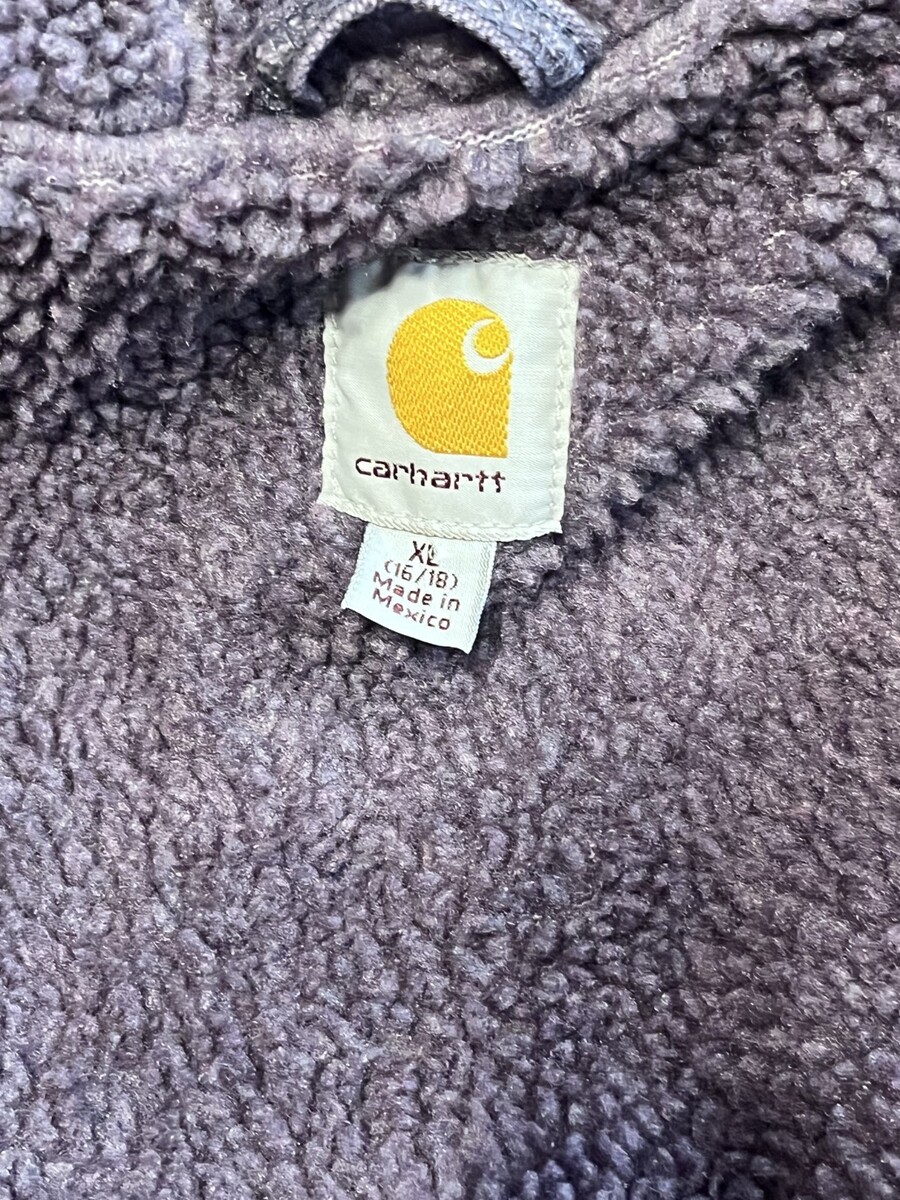 carhartt
XL
(16/18)
Made in
Mexico